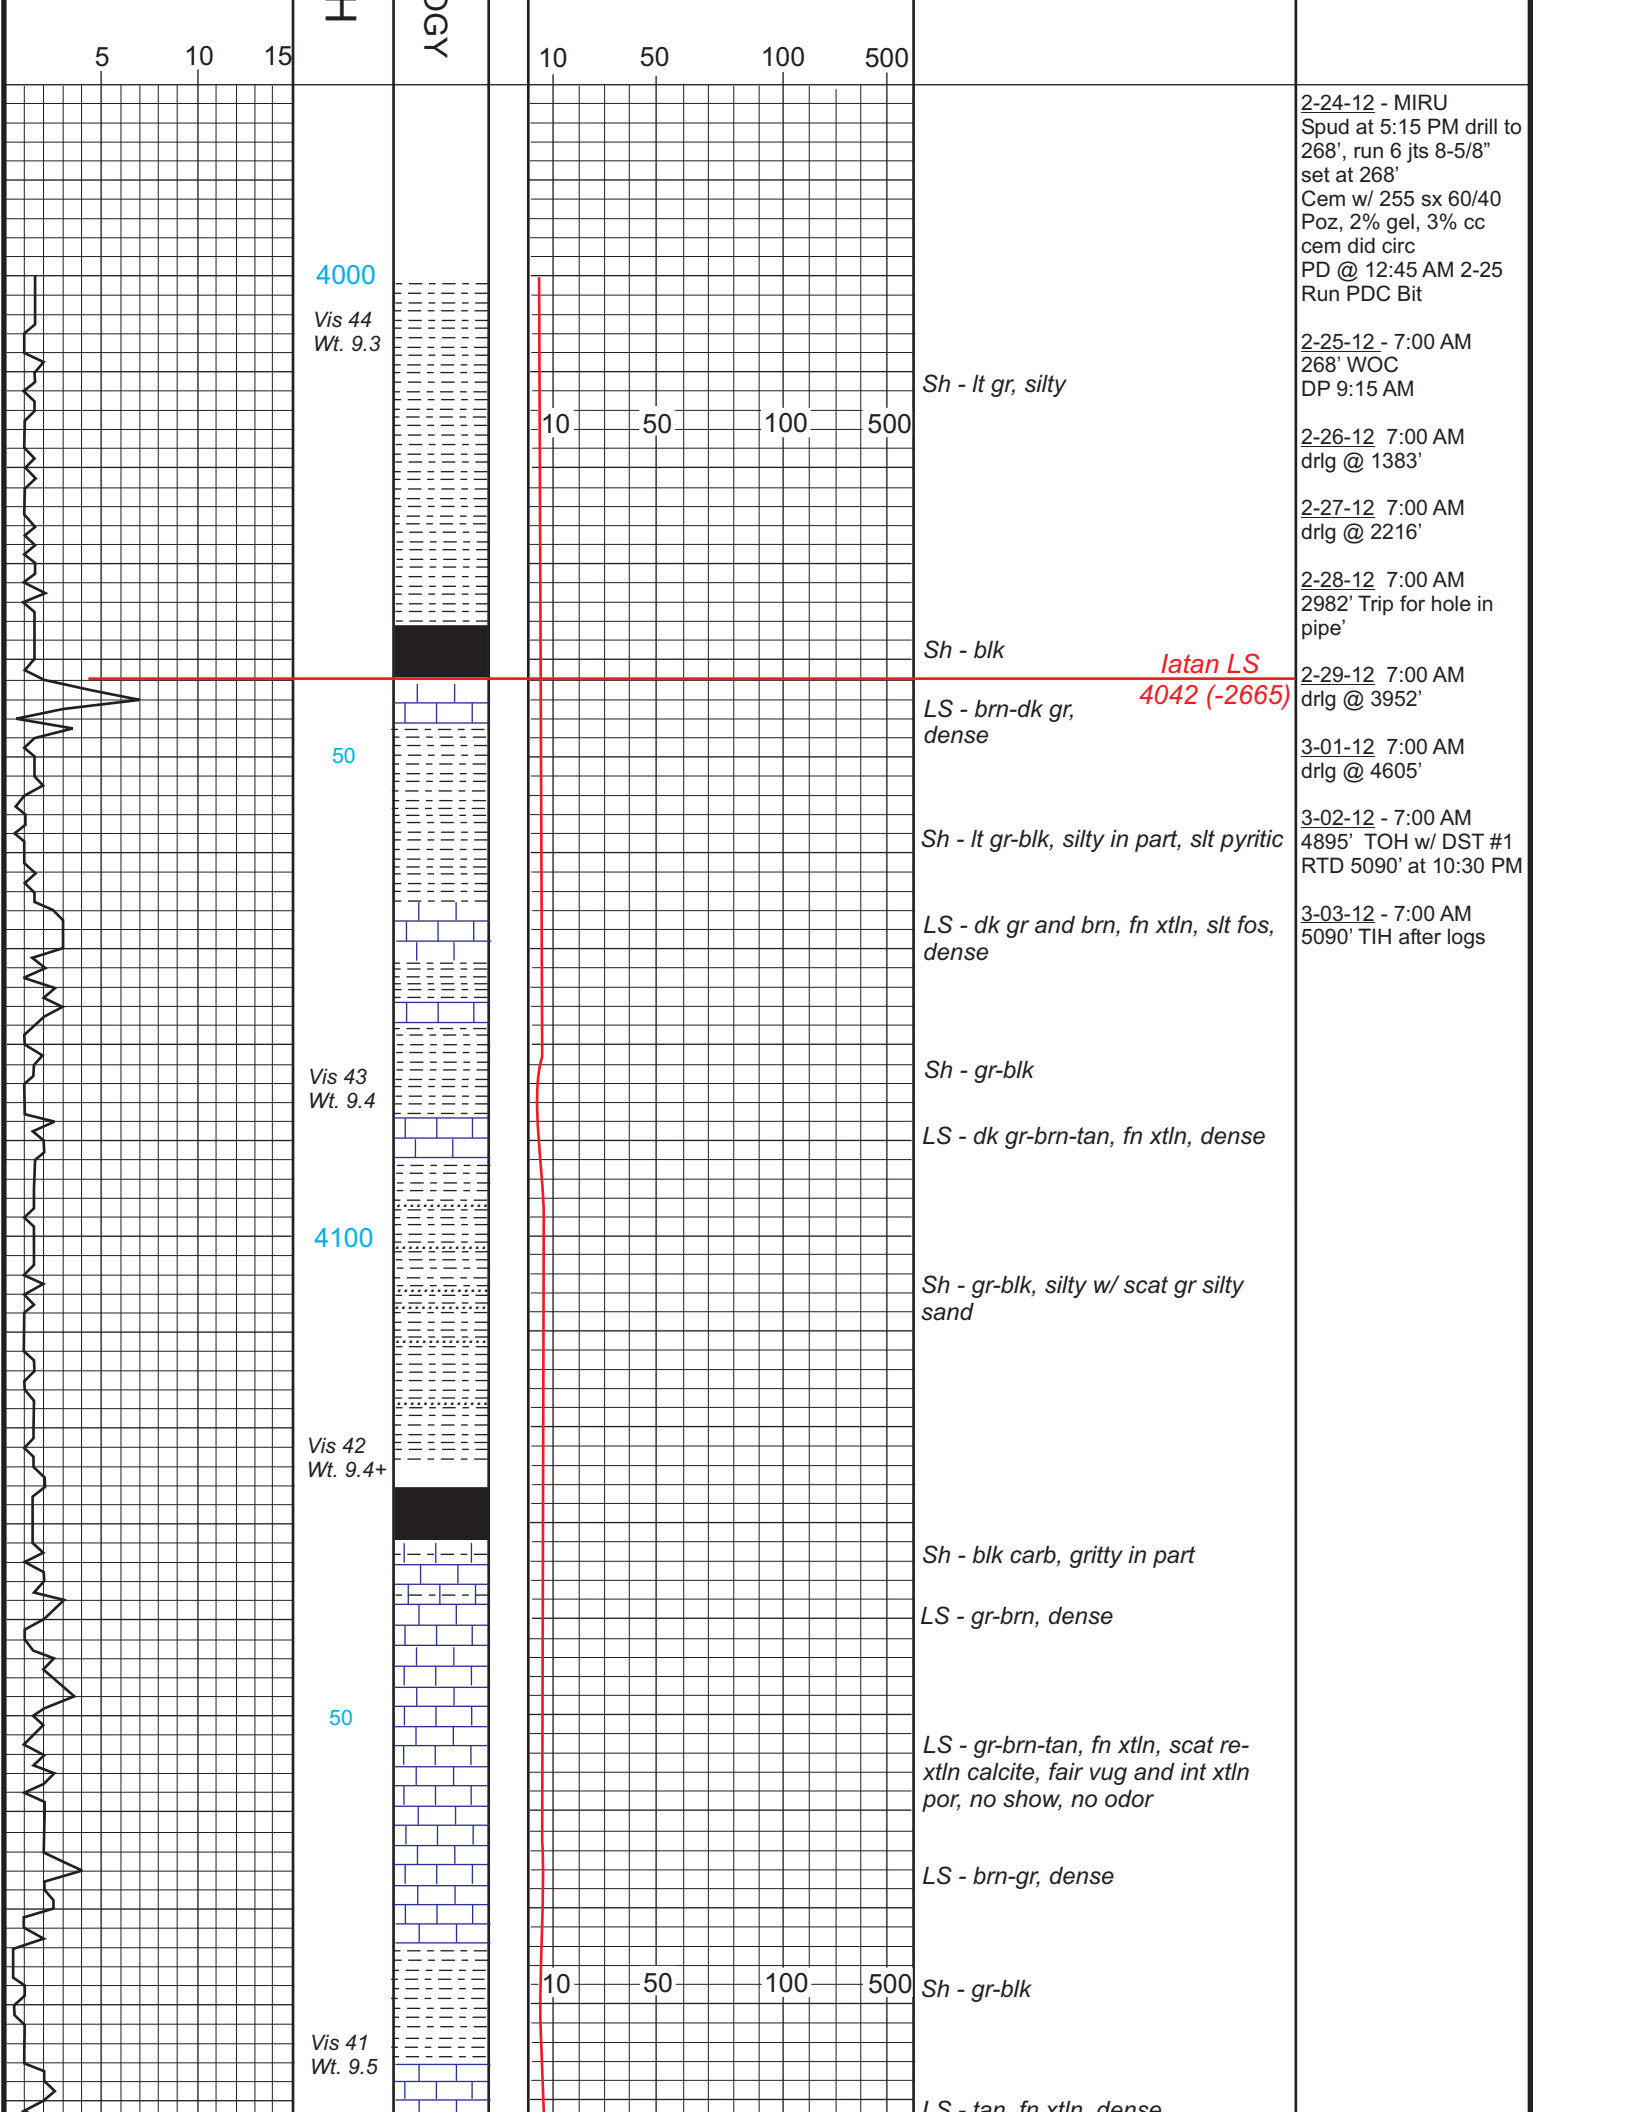 H
OGY
5 10 15
10 50 100 500
4000
Vis 44
Wt. 9.3
Sh - lt gr, silty
10 50 100 500
Sh - blk
Iatan LS
4042 (-2665)
LS - brn-dk gr,
dense
50
Sh - lt gr-blk, silty in part, slt pyritic
LS - dk gr and brn, fn xtln, slt fos,
dense
Vis 43
Wt. 9.4
Sh - gr-blk
LS - dk gr-brn-tan, fn xtln, dense
4100
Sh - gr-blk, silty w/ scat gr silty
sand
Vis 42
Wt. 9.4+
Sh - blk carb, gritty in part
LS - gr-brn, dense
50
LS - gr-brn-tan, fn xtln, scat re-
xtln calcite, fair vug and int xtln
por, no show, no odor
LS - brn-gr, dense
10 50 100 500
Sh - gr-blk
Vis 41
Wt. 9.5
LS - tan, fn xtln, dense
2-24-12 - MIRU
Spud at 5:15 PM drill to
268’, run 6 jts 8-5/8”
set at 268’
Cem w/ 255 sx 60/40
Poz, 2% gel, 3% cc
cem did circ
PD @ 12:45 AM 2-25
Run PDC Bit
2-25-12 - 7:00 AM
268’ WOC
DP 9:15 AM
2-26-12 7:00 AM
drlg @ 1383’
2-27-12 7:00 AM
drlg @ 2216’
2-28-12 7:00 AM
2982’ Trip for hole in
pipe’
2-29-12 7:00 AM
drlg @ 3952’
3-01-12 7:00 AM
drlg @ 4605’
3-02-12 - 7:00 AM
4895’ TOH w/ DST #1
RTD 5090’ at 10:30 PM
3-03-12 - 7:00 AM
5090’ TIH after logs